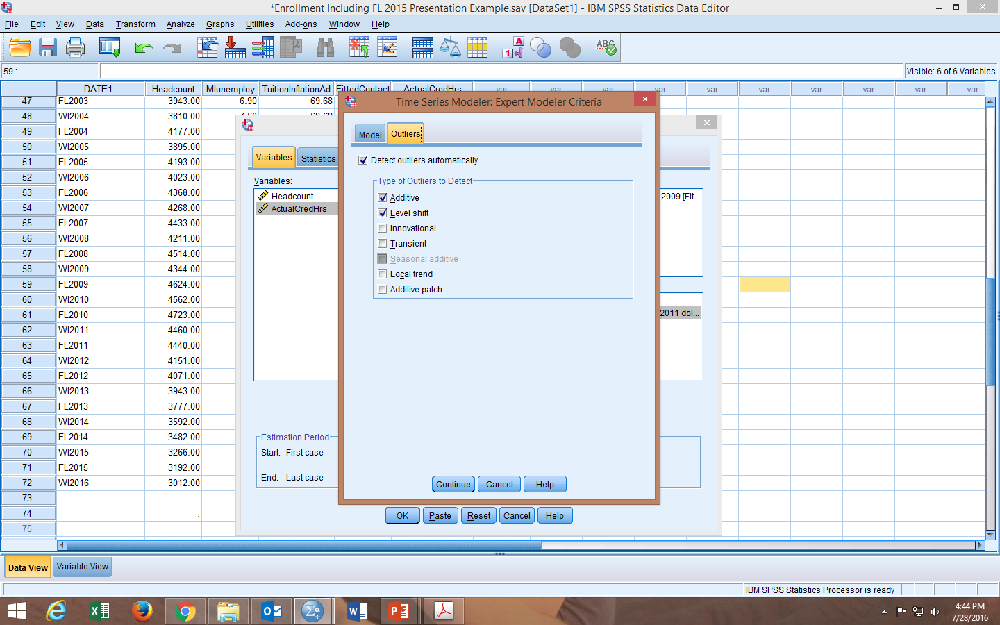 *Enrollment Including FL 2015 Presentation Example.sav [DataSet1] - IBM SPSS Statistics Data Editor
File Edit View Data Transform Analyze Graphs Utilities Add-ons Window Help
59 :
Visible: 6 of 6 Variables
DATE1_ Headcount MIunemploy TuitionInflationAd FittedContact ActualCredHrs var var var var var var var var var var
47 FL2003 3943.00 6.90 69.68
48 WI2004 3810.00
49 FL2004 4177.00
50 WI2005 3895.00
51 FL2005 4193.00
52 WI2006 4023.00
53 FL2006 4368.00
54 WI2007 4268.00
55 FL2007 4433.00
56 WI2008 4211.00
57 FL2008 4514.00
58 WI2009 4344.00
59 FL2009 4624.00
60 WI2010 4562.00
61 FL2010 4723.00
62 WI2011 4460.00
63 FL2011 4440.00
64 WI2012 4151.00
65 FL2012 4071.00
66 WI2013 3943.00
67 FL2013 3777.00
68 WI2014 3592.00
69 FL2014 3482.00
70 WI2015 3266.00
71 FL2015 3192.00
72 WI2016 3012.00
73 .
74 .
75
Variables Statistics
Variables:
Headcount
ActualCredHrs
2009 [Fit...
2011 dol...
Estimation Period
Start: First case
End: Last case
OK Paste Reset Cancel Help
Time Series Modeler: Expert Modeler Criteria
Model Outliers
Detect outliers automatically
Type of Outliers to Detect
Additive
Level shift
Innovational
Transient
Seasonal additive
Local trend
Additive patch
Continue Cancel Help
Data View Variable View
IBM SPSS Statistics Processor is ready
4:44 PM
7/28/2016